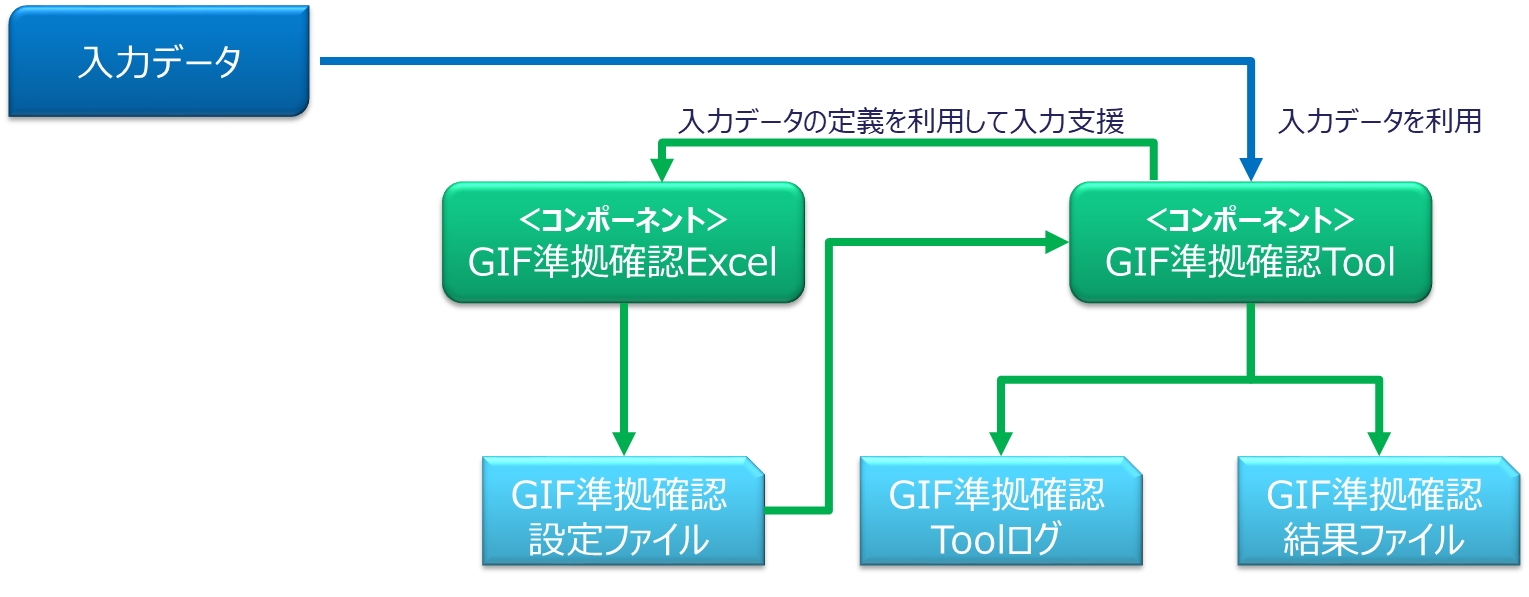 入力データ
入力データの定義を利用して入力支援
入力データを利用
<コンポーネント>
GIF準拠確認Excel
<コンポーネント>
GIF準拠確認Tool
GIF準拠確認
設定ファイル
GIF準拠確認
Toolログ
GIF準拠確認
結果ファイル